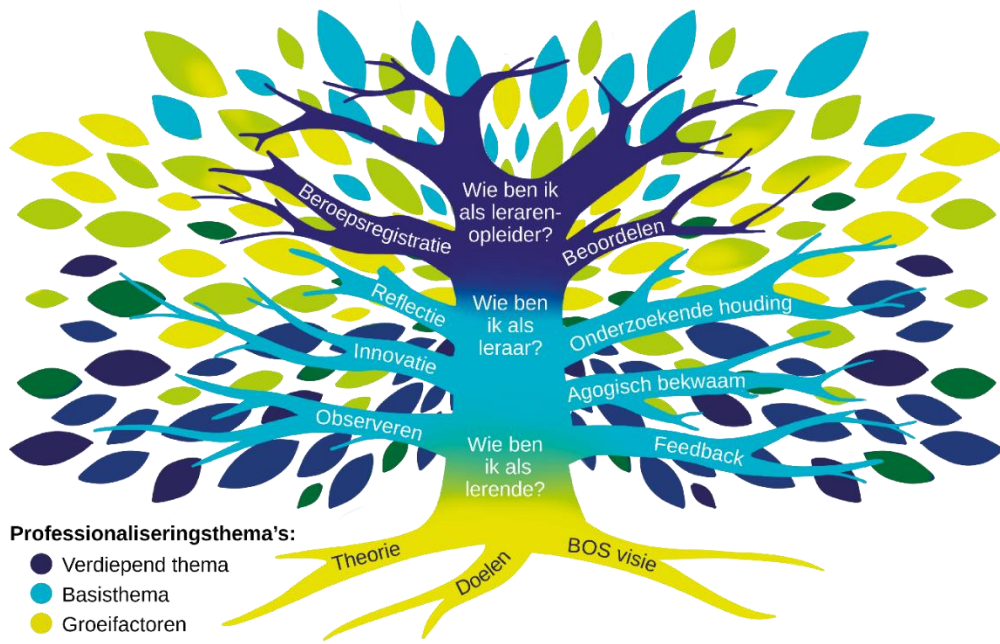 Wie ben ik
als leraren-
opleider?
Beroepsregistratie
Beoordelen
Wie ben
ik als
leraar?
Reflectie
Onderzoekende houding
Innovatie
Agogisch bekwaam
Observeren
Feedback
Wie ben
ik als
lerende?
Theorie
Doelen
BOS visie
Professionaliseringsthema's:
Verdiepend thema
Basisthema
Groeifactoren